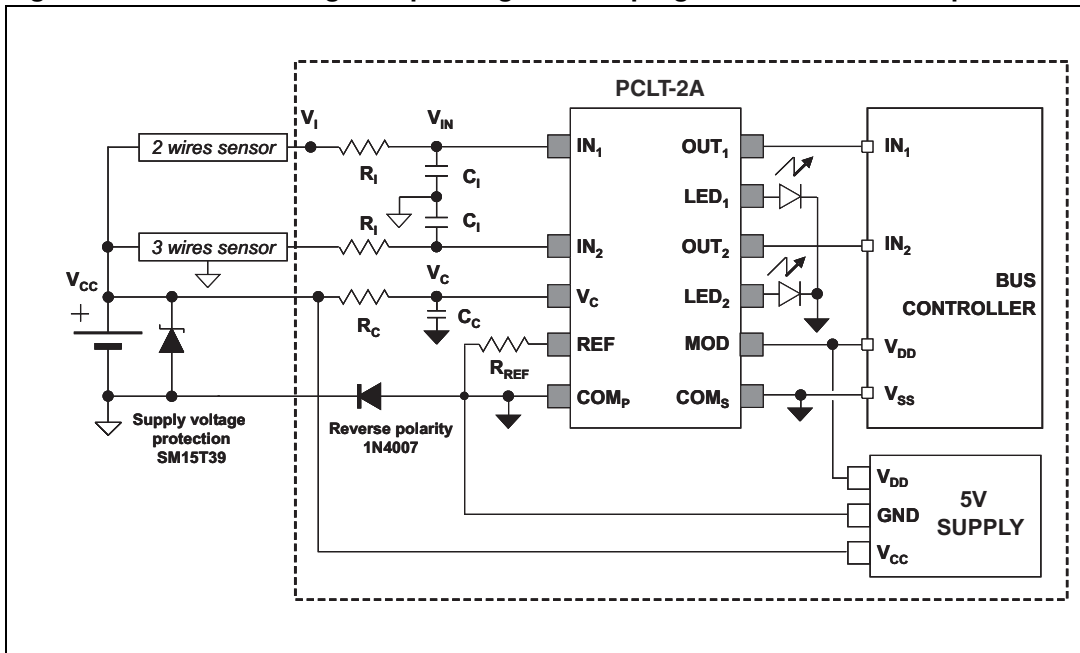 PCLT-2A
V_I
V_IN
2 wires sensor
R_I
C_I
IN_1
OUT_1
IN_1
LED_1
C_I
3 wires sensor
R_I
IN_2
OUT_2
IN_2
V_CC
+
V_C
V_C
LED_2
BUS
CONTROLLER
R_C
C_C
REF
MOD
V_DD
R_REF
COM_P
COM_S
V_SS
Supply voltage
protection
SM15T39
Reverse polarity
1N4007
V_DD
GND
V_CC
5V
SUPPLY